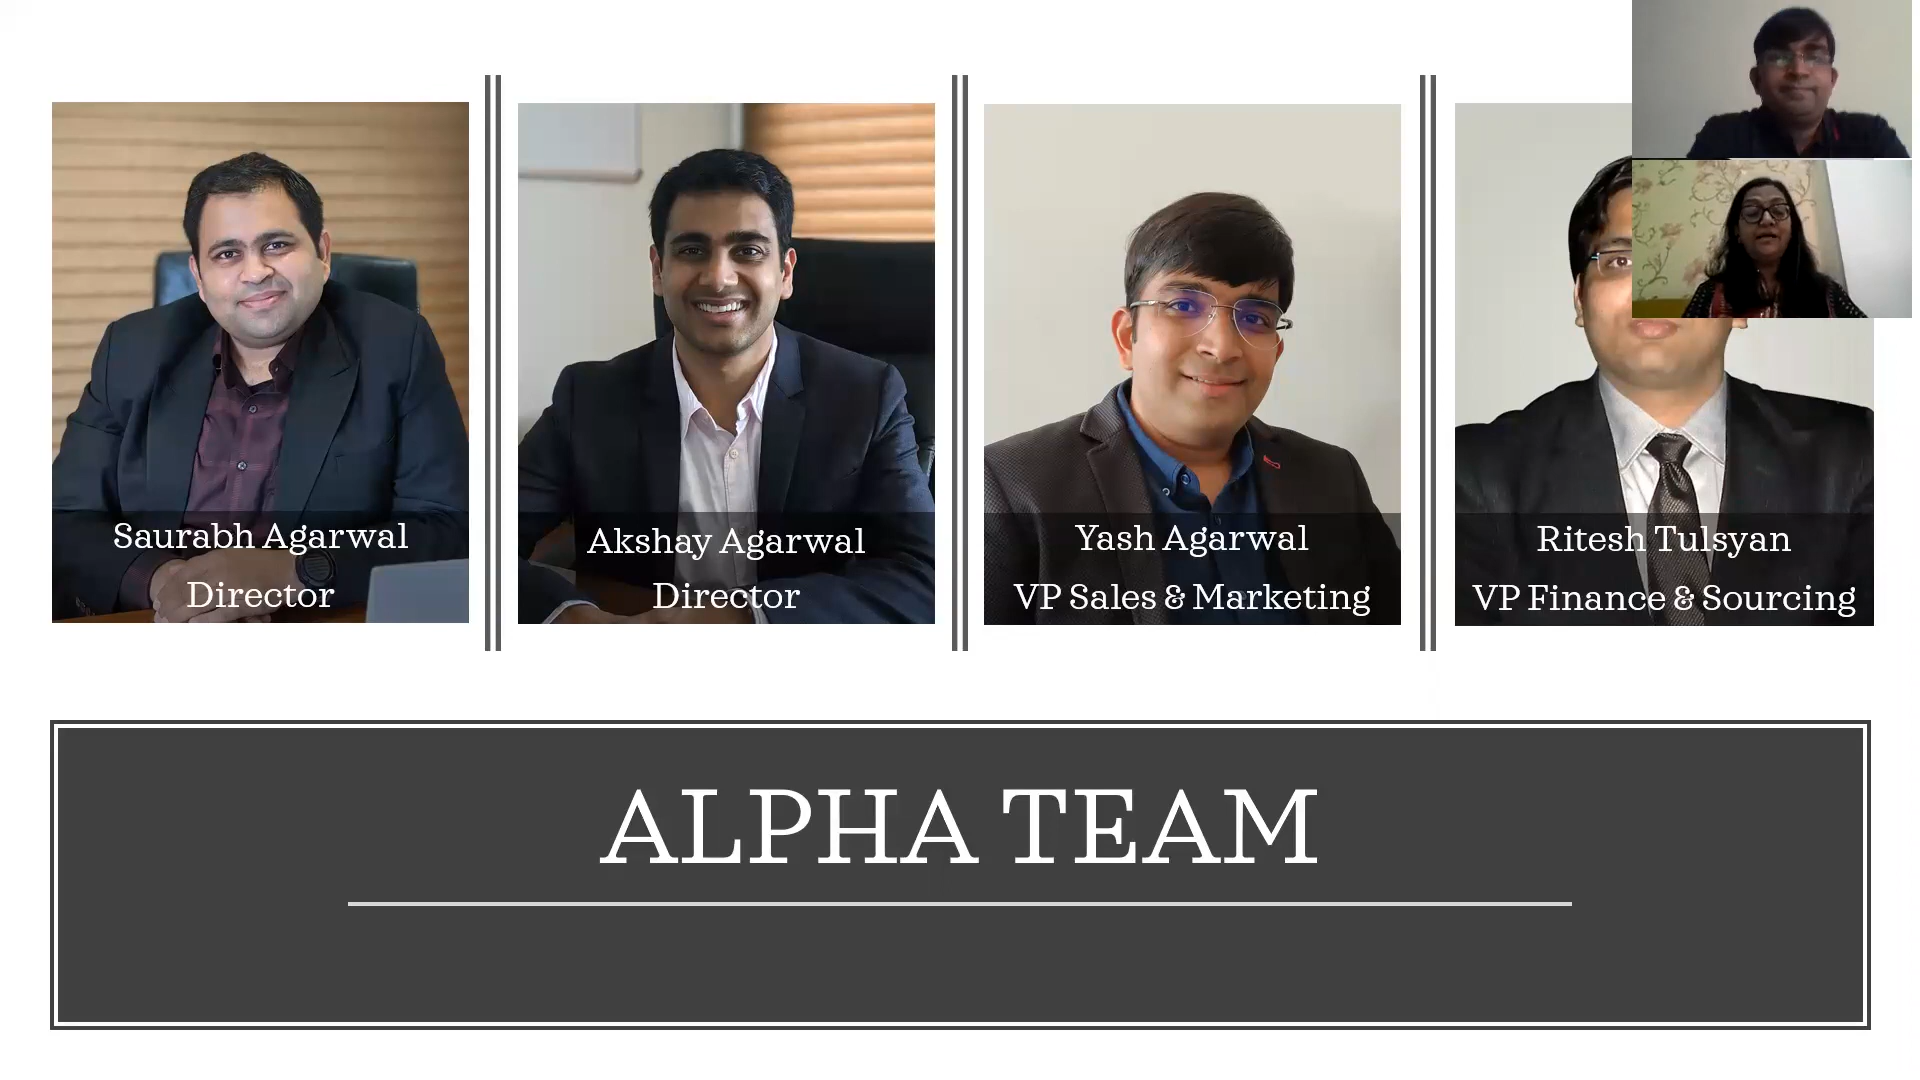 Saurabh Agarwal
Director
Akshay Agarwal
Director
Yash Agarwal
VP Sales & Marketing
Ritesh Tulsyan
VP Finance & Sourcing
ALPHA TEAM